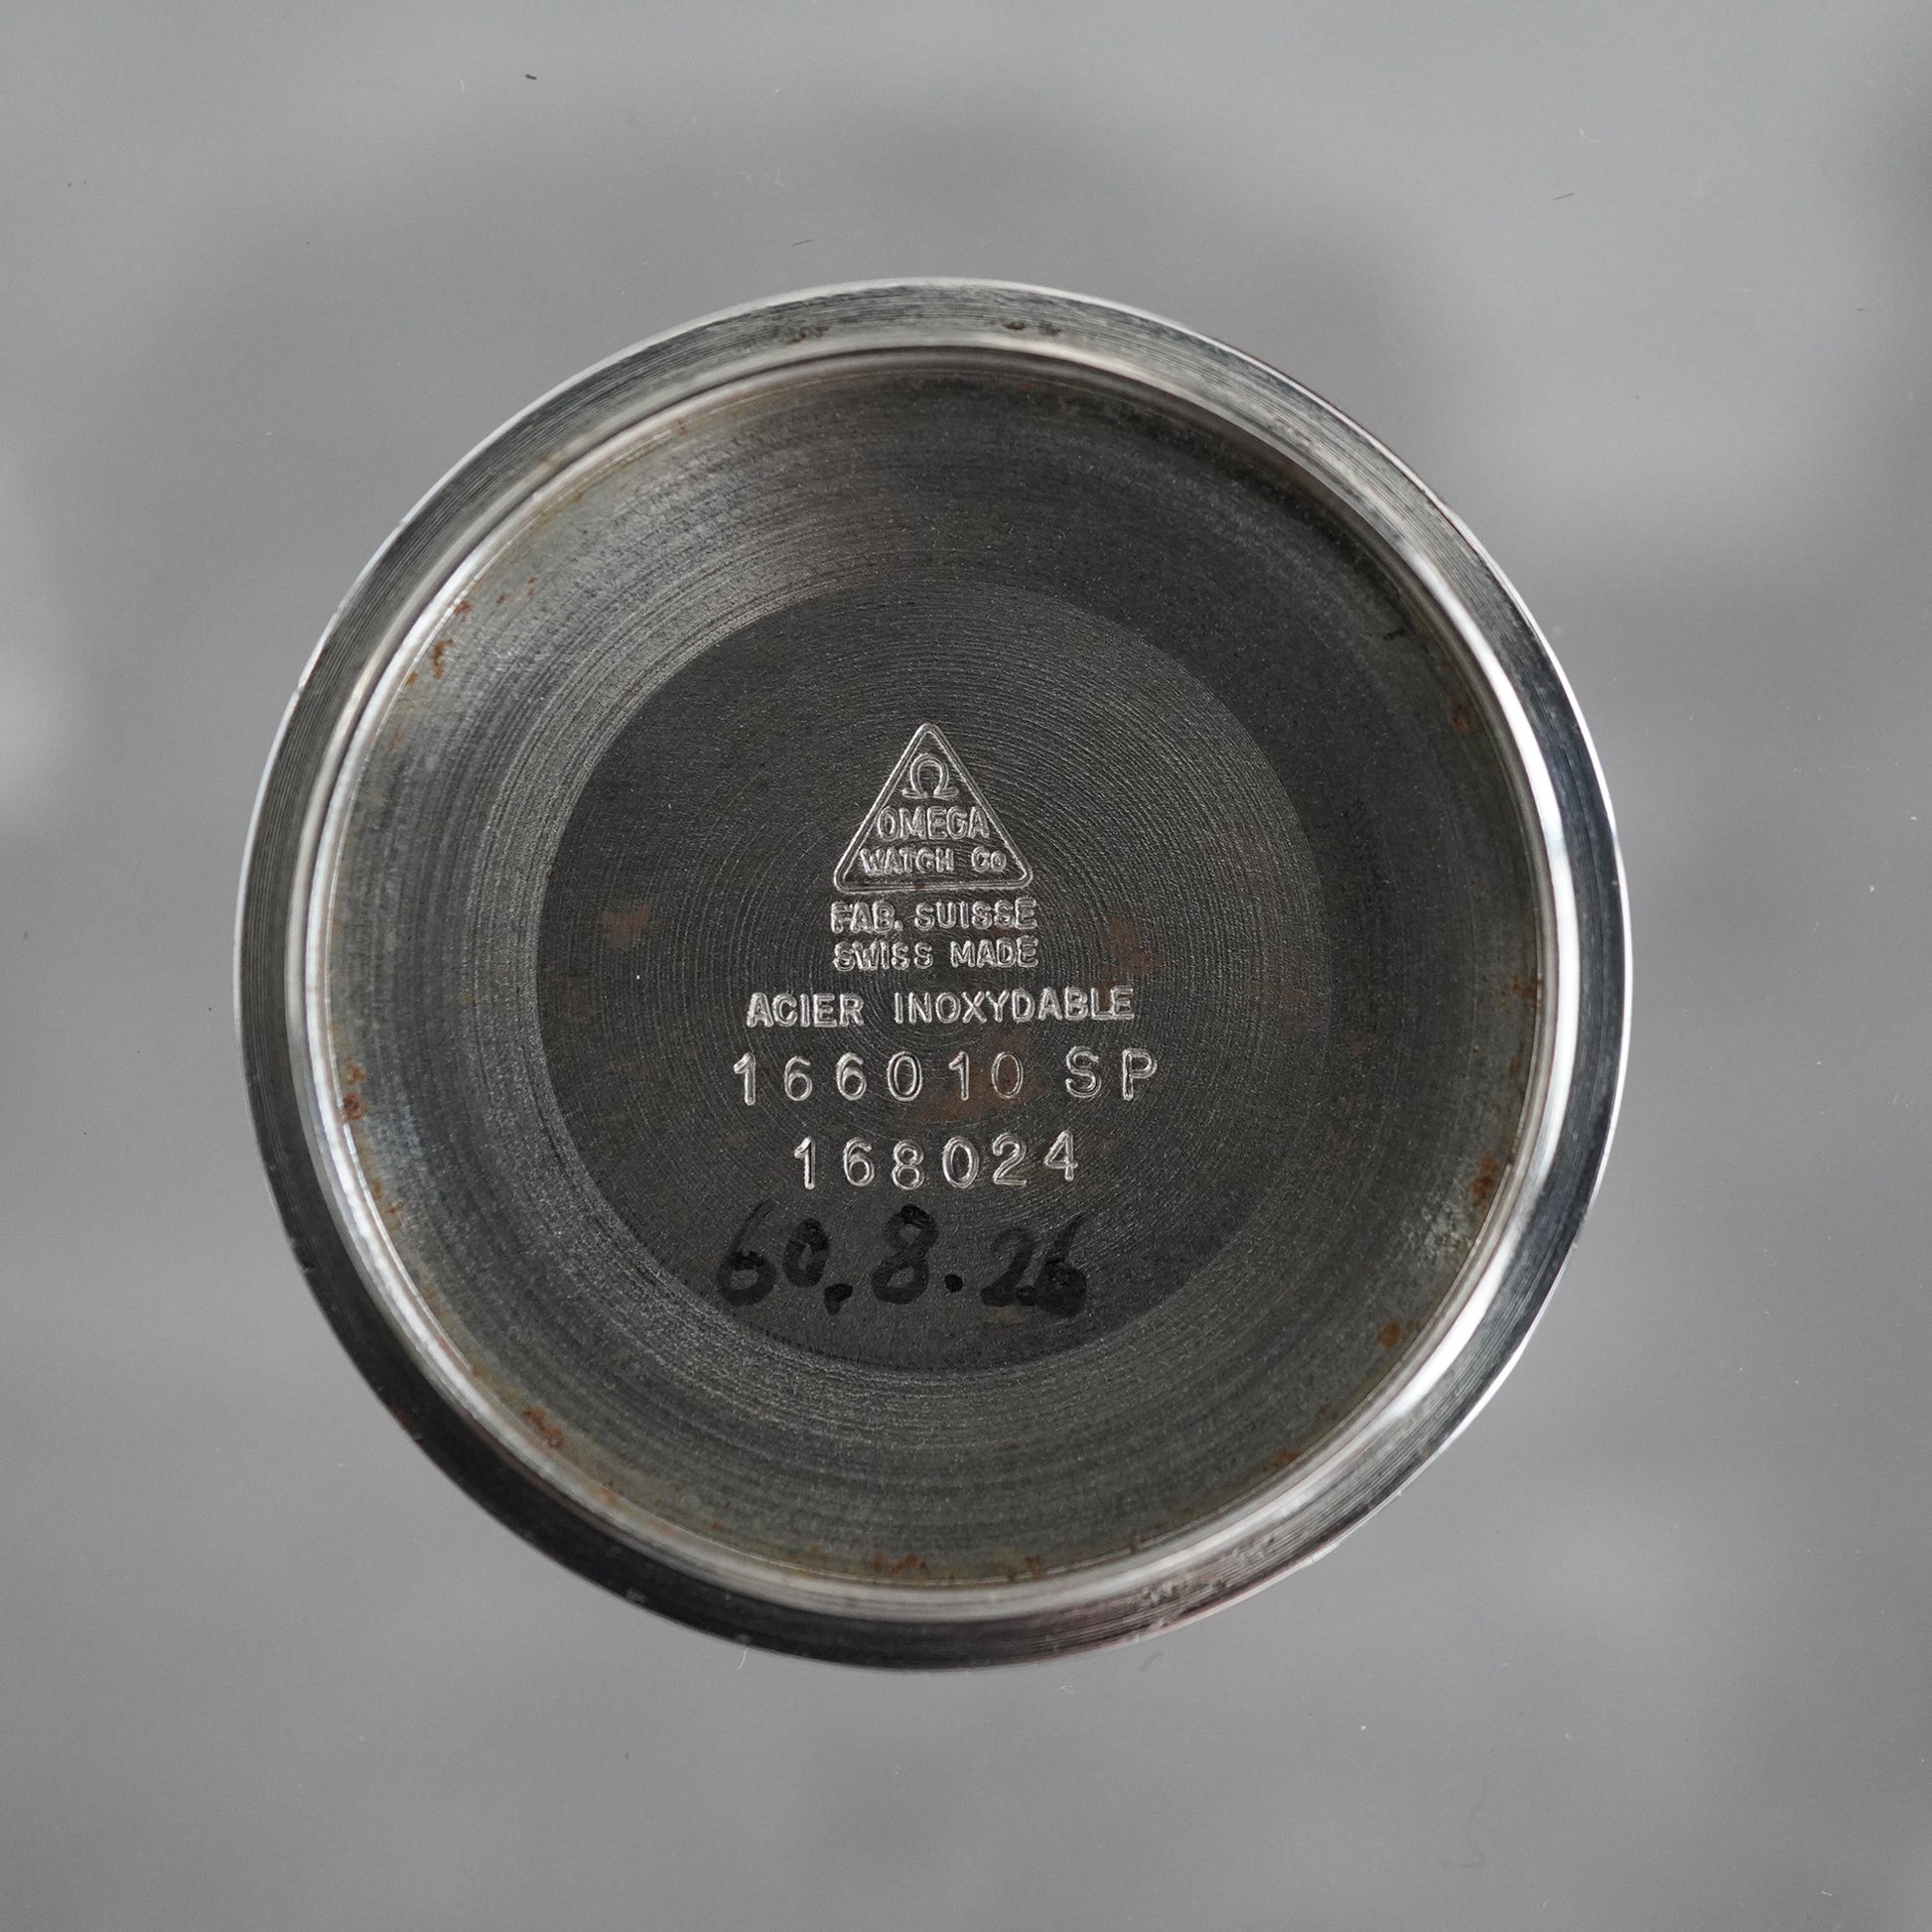 Ω
OMEGA
WATCH Co
FAB. SUISSE
SWISS MADE
ACIER INOXYDABLE
166010 SP
168024
60.8.26